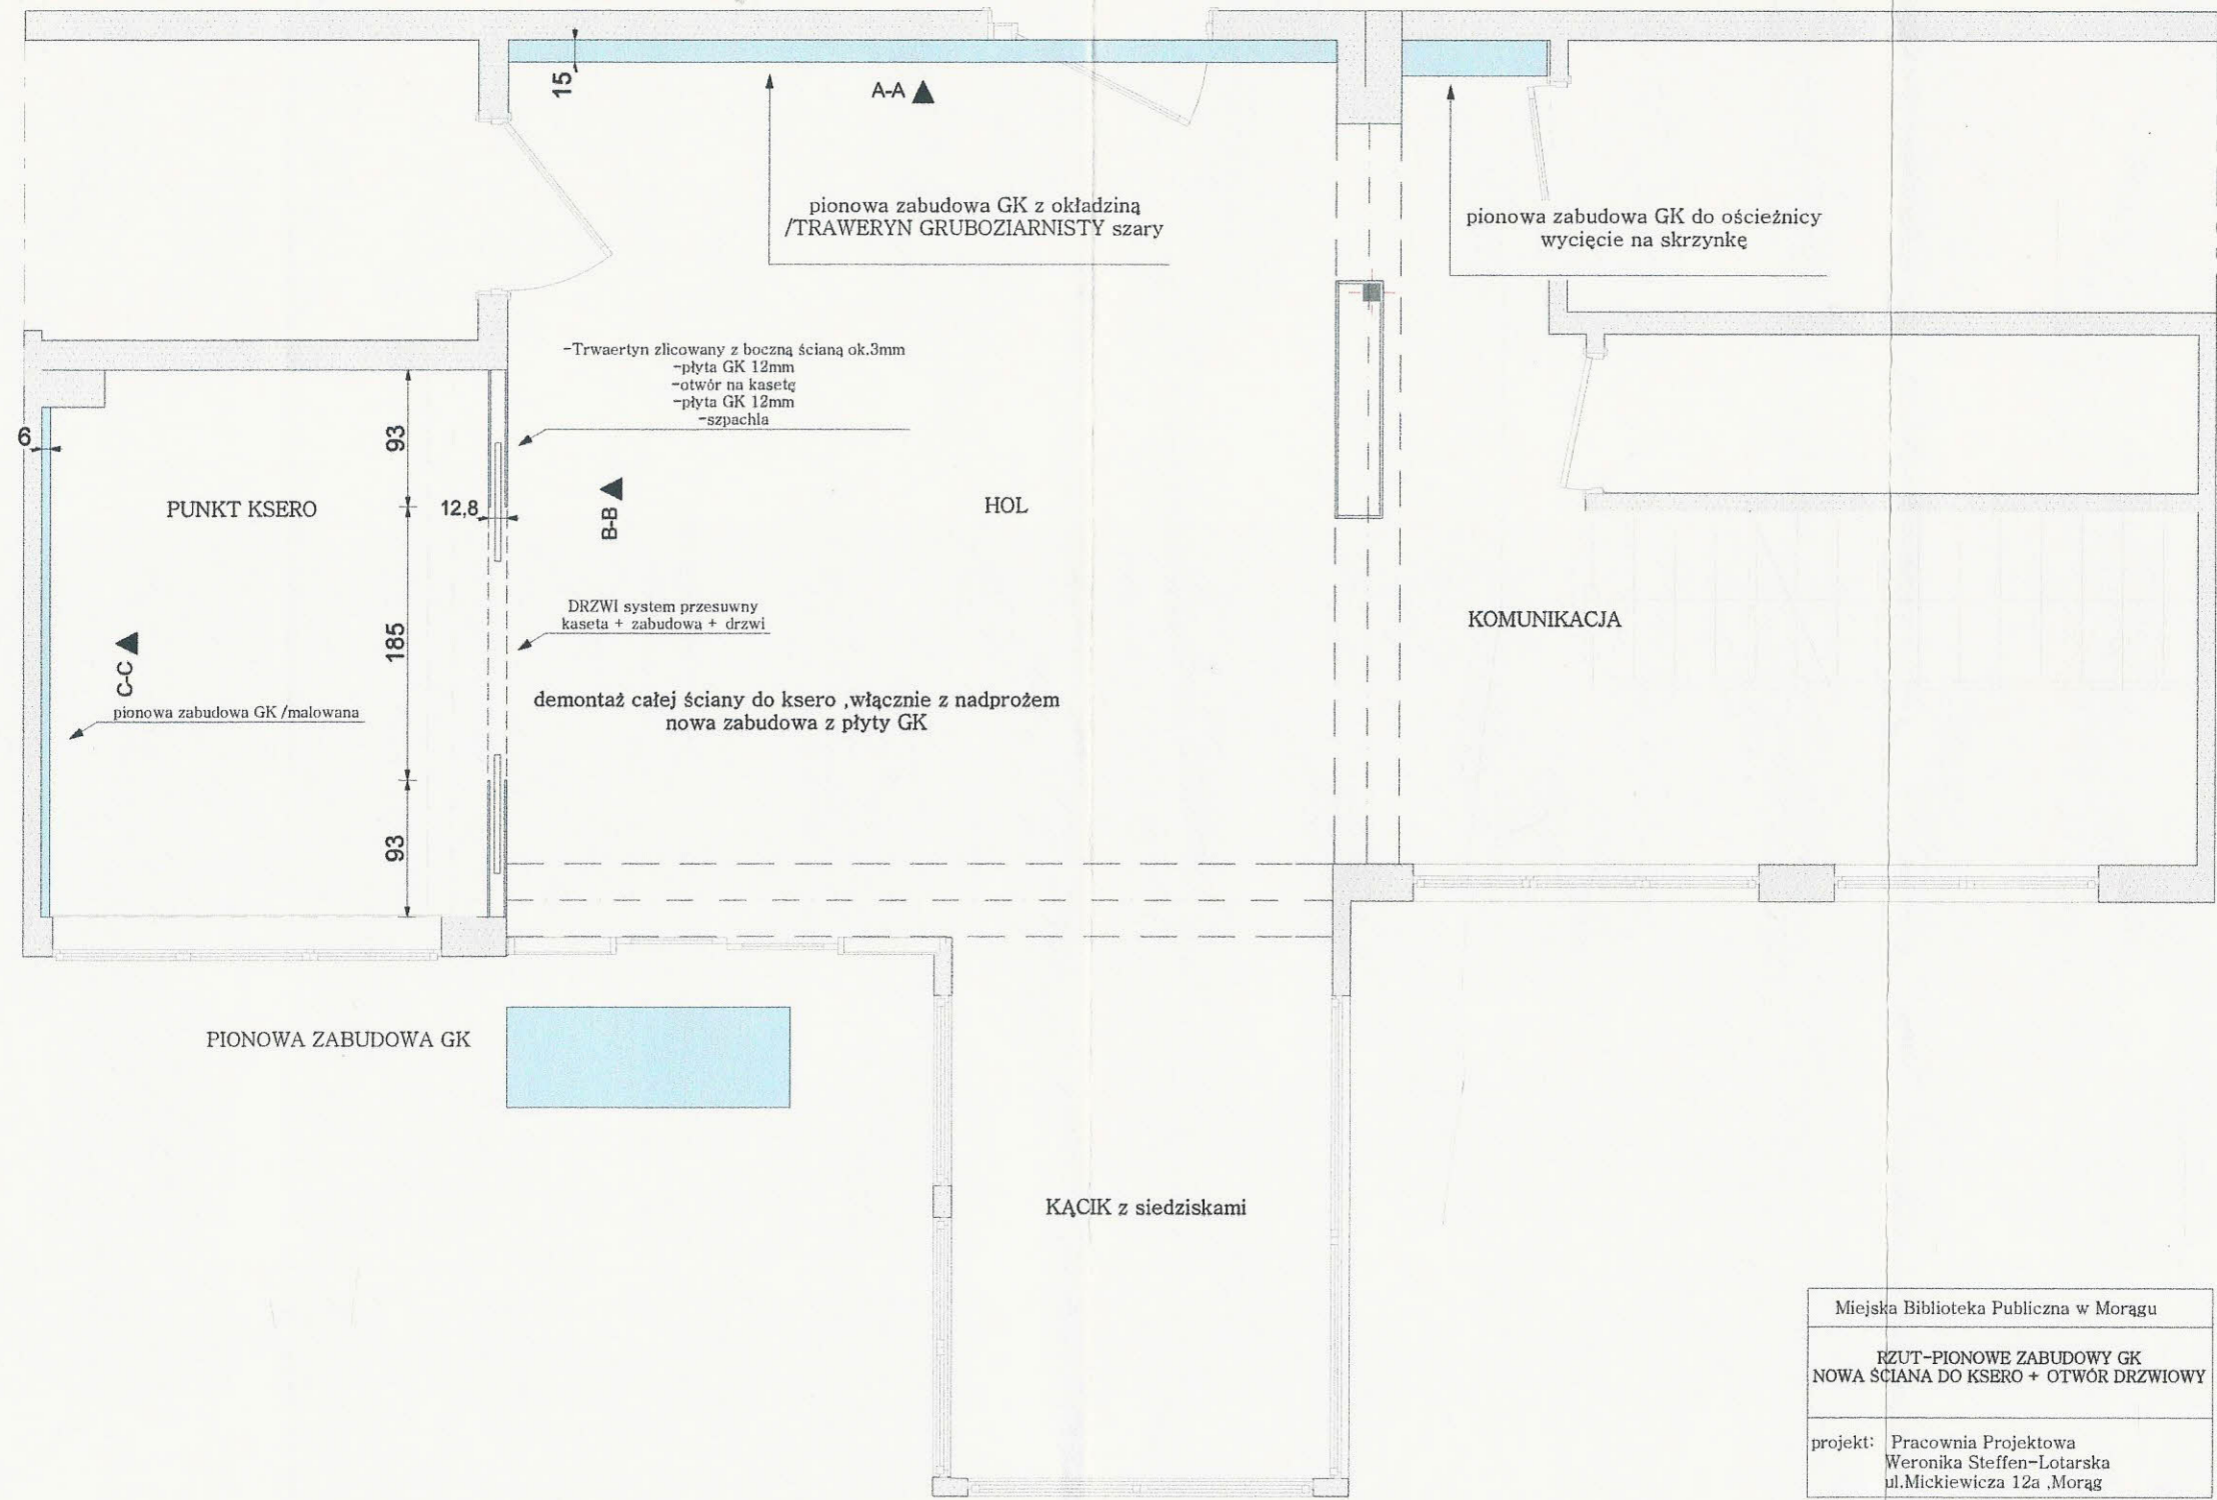 15
A-A
pionowa zabudowa GK z okładziną
/TRAWERYN GRUBOZIARNISTY szary
pionowa zabudowa GK do ościeżnicy
wycięcie na skrzynkę
-Trwaertyn zlicowany z boczną ścianą ok.3mm
-płyta GK 12mm
-otwór na kasetę
-płyta GK 12mm
-szpachla
6
93
PUNKT KSERO
12,8
B-B
HOL
DRZWI system przesuwny
kaseta + zabudowa + drzwi
KOMUNIKACJA
185
C-C
pionowa zabudowa GK /malowana
demontaż całej ściany do ksero ,włącznie z nadprożem
nowa zabudowa z płyty GK
93
PIONOWA ZABUDOWA GK
KĄCIK z siedziskami
Miejska Biblioteka Publiczna w Morągu
RZUT-PIONOWE ZABUDOWY GK
NOWA ŚCIANA DO KSERO + OTWÓR DRZWIOWY
projekt: Pracownia Projektowa
Weronika Steffen-Lotarska
ul.Mickiewicza 12a ,Morąg